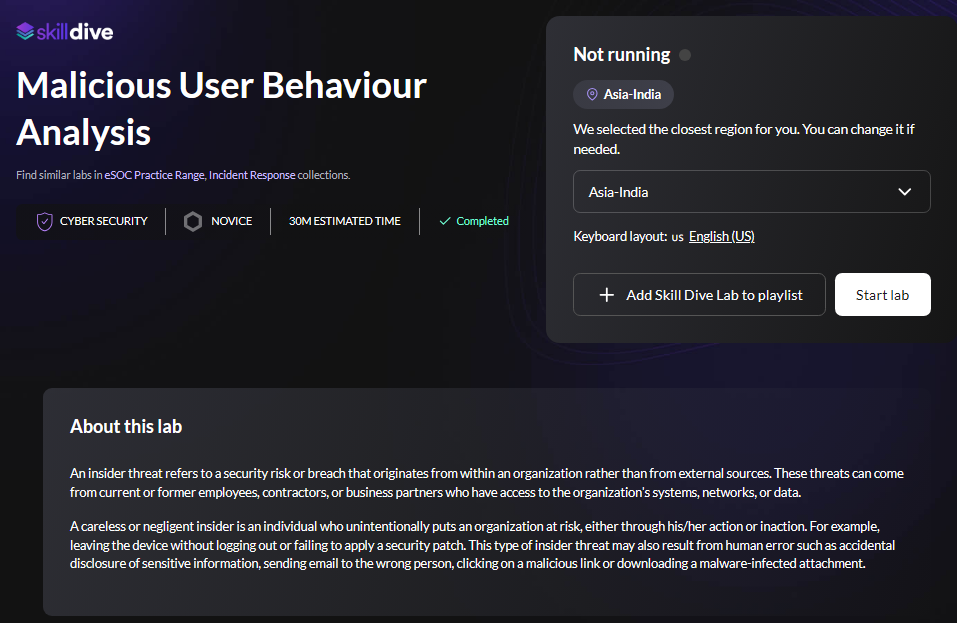 skilldive
Malicious User Behaviour
Analysis
Find similar labs in eSOC Practice Range, Incident Response collections.
CYBER SECURITY
NOVICE
30M ESTIMATED TIME
Completed
Not running
Asia-India
We selected the closest region for you. You can change it if
needed.
Asia-India
Keyboard layout: us English (US)
Add Skill Dive Lab to playlist
Start lab
About this lab
An insider threat refers to a security risk or breach that originates from within an organization rather than from external sources. These threats can come
from current or former employees, contractors, or business partners who have access to the organization's systems, networks, or data.
A careless or negligent insider is an individual who unintentionally puts an organization at risk, either through his/her action or inaction. For example,
leaving the device without logging out or failing to apply a security patch. This type of insider threat may also result from human error such as accidental
disclosure of sensitive information, sending email to the wrong person, clicking on a malicious link or downloading a malware-infected attachment.